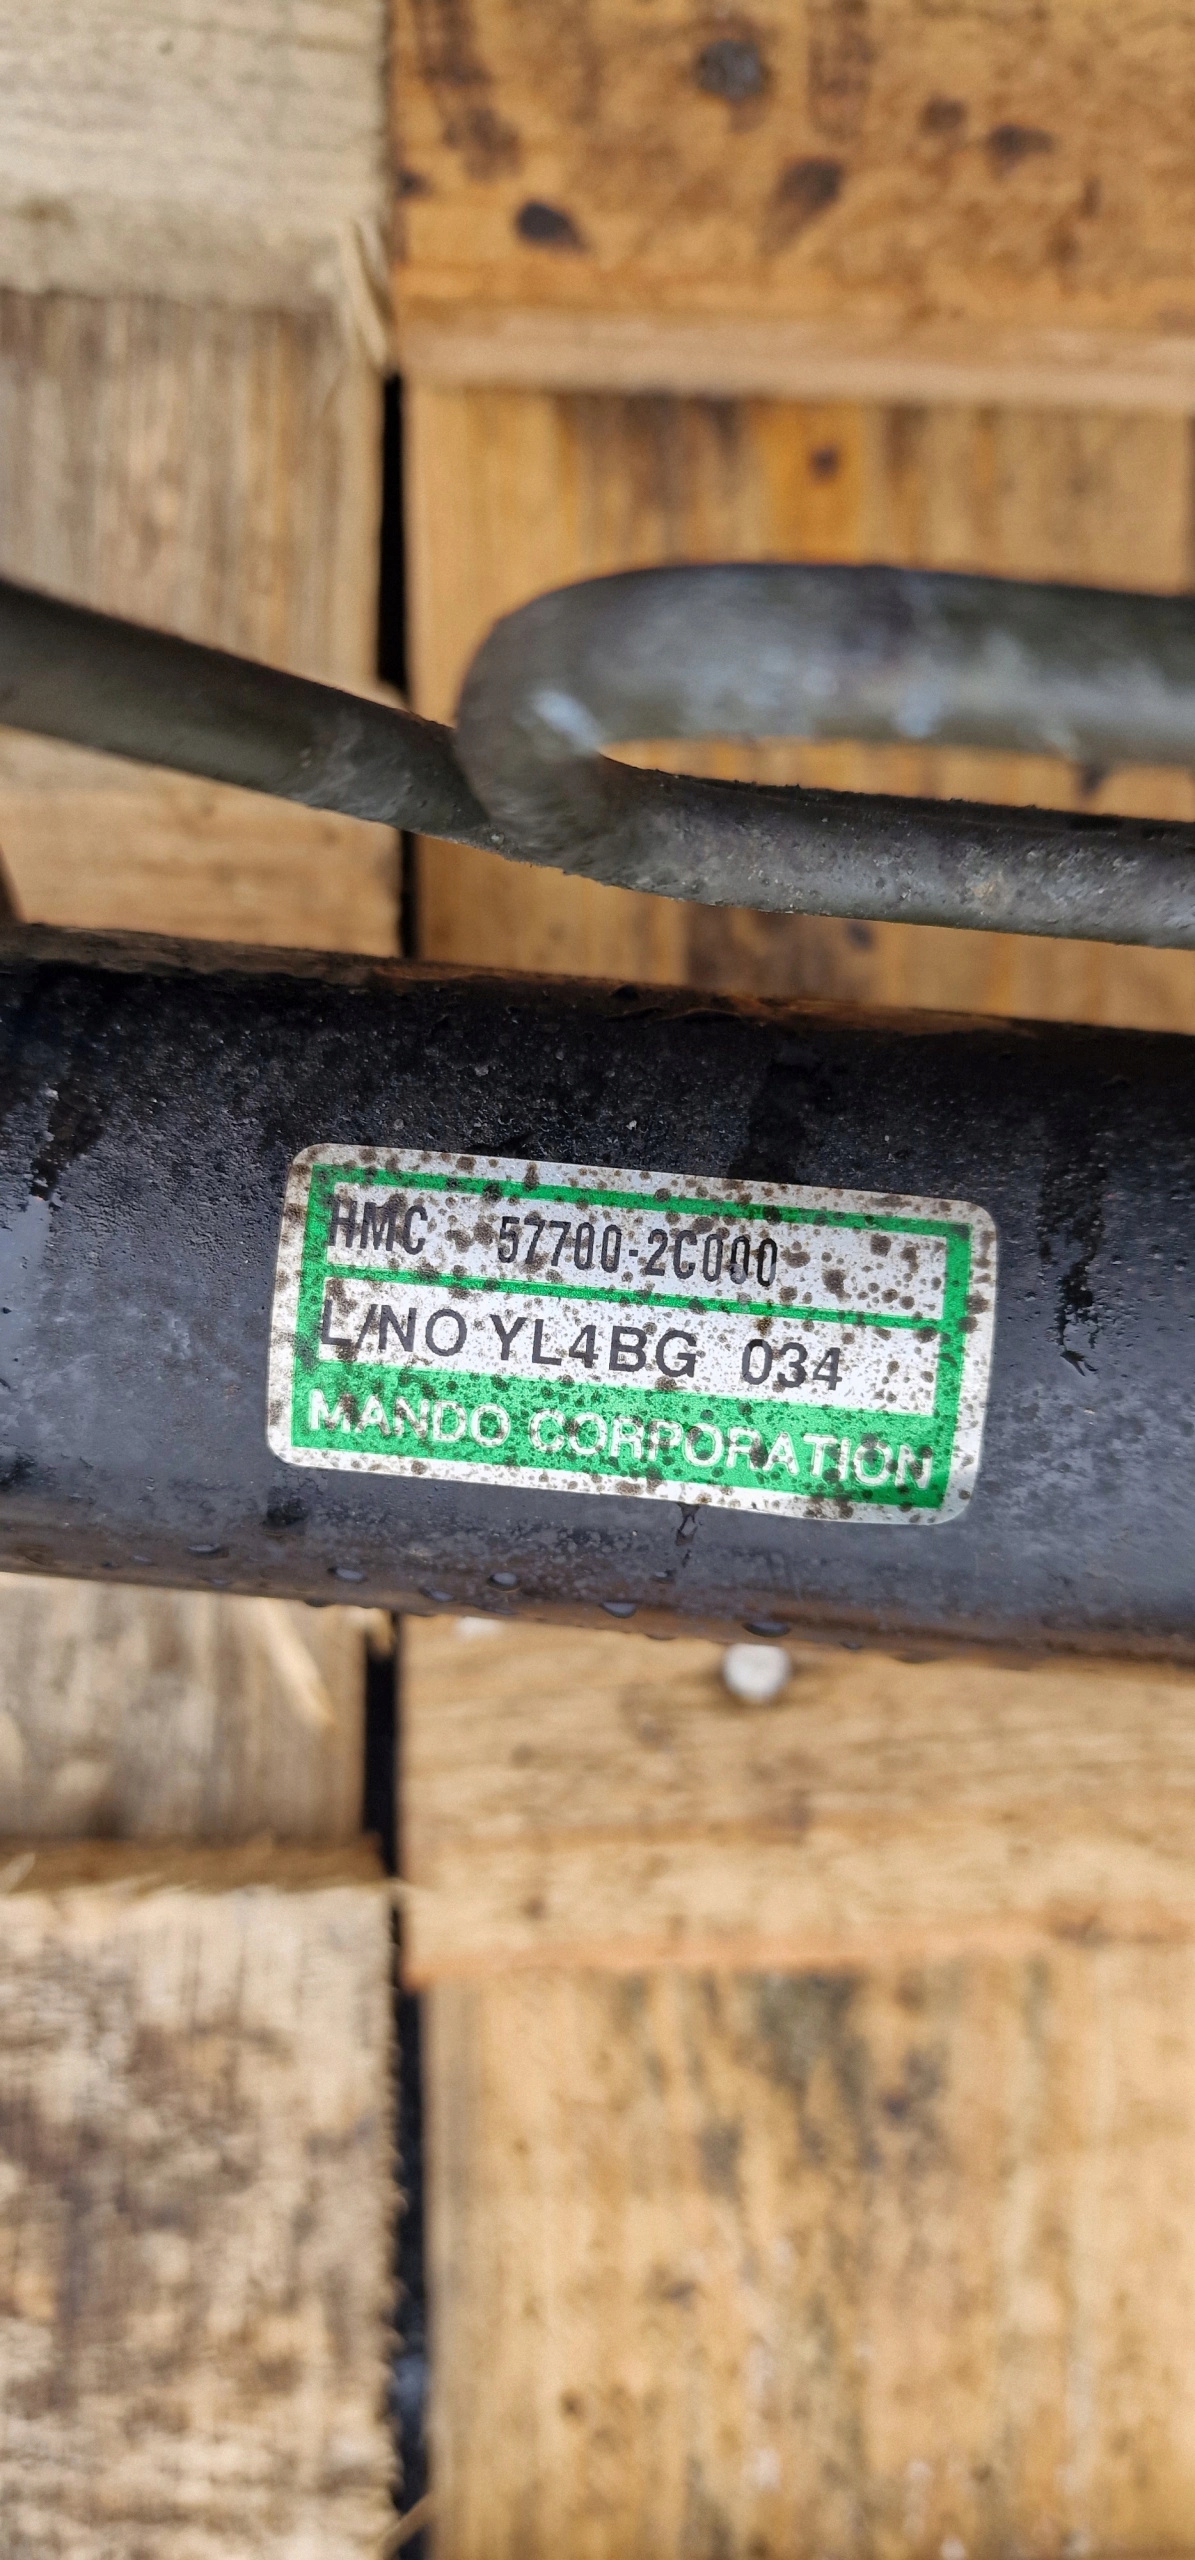 HMC 57700-2C000
L/NO YL4BG 034
MANDO CORPORATION